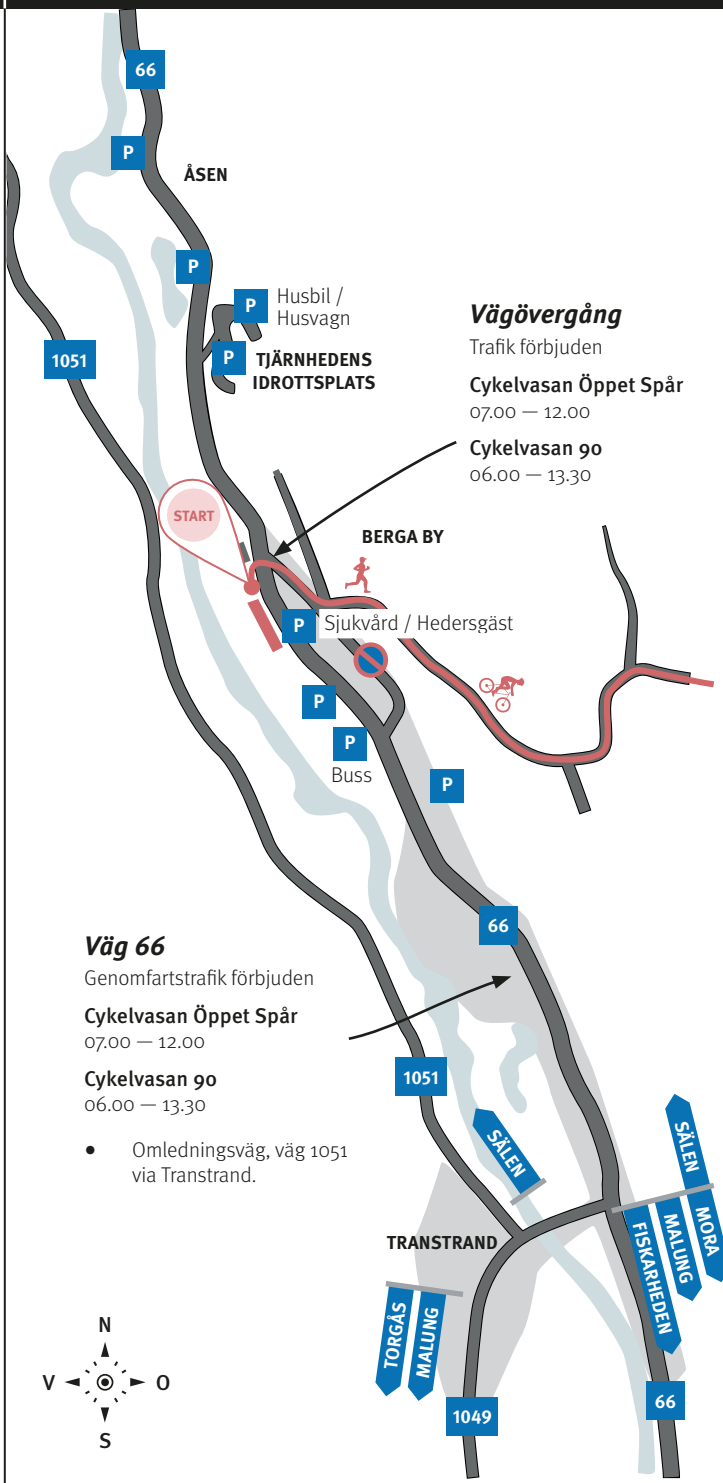 66
P
ÅSEN
P
P
Husbil /
Husvagn
1051
P
TJÄRNHEDENS
IDROTTSPLATS
Vägövergång
Trafik förbjuden
Cykelvasan Öppet Spår
07.00 — 12.00
Cykelvasan 90
06.00 — 13.30
START
BERGA BY
P
Sjukvård / Hedersgäst
P
P
Buss
P
66
Väg 66
Genomfartstrafik förbjuden
Cykelvasan Öppet Spår
07.00 — 12.00
Cykelvasan 90
06.00 — 13.30
• Omledningsväg, väg 1051
via Transtrand.
1051
SÄLEN
SÄLEN
MORA
MALUNG
FISKARHEDEN
TRANSTRAND
TORGÅS
MALUNG
N
V
O
S
1049
66